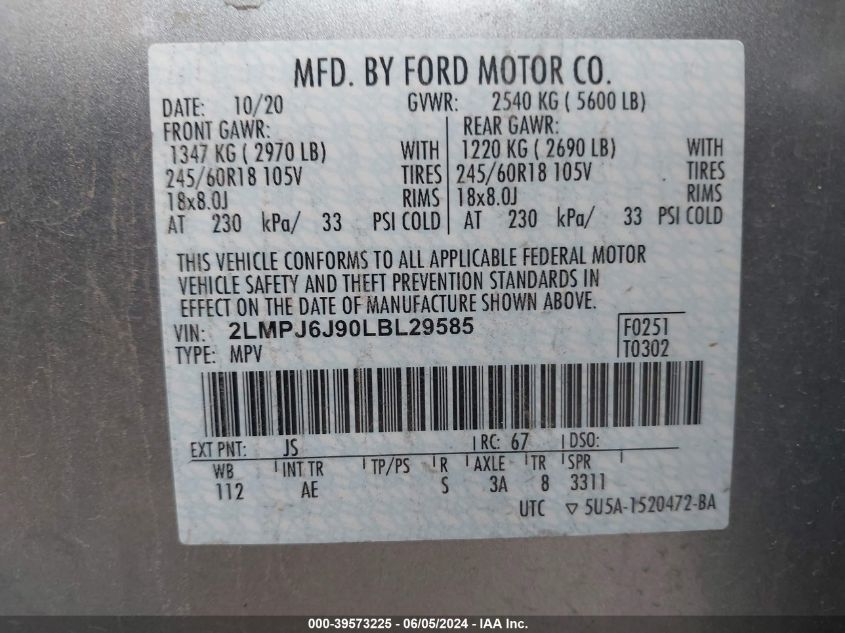 MFD. BY FORD MOTOR CO.
DATE: 10/20 GVWR: 2540 KG ( 5600 LB)
FRONT GAWR: REAR GAWR:
1347 KG ( 2970 LB) WITH 1220 KG ( 2690 LB) WITH
245/60R18 105V TIRES 245/60R18 105V TIRES
18x8.0J RIMS 18x8.0J RIMS
AT 230 kPa/ 33 PSI COLD AT 230 kPa/ 33 PSI COLD
THIS VEHICLE CONFORMS TO ALL APPLICABLE FEDERAL MOTOR
VEHICLE SAFETY AND THEFT PREVENTION STANDARDS IN
EFFECT ON THE DATE OF MANUFACTURE SHOWN ABOVE.
VIN: 2LMPJ6J90LBL29585 F0251
TYPE: MPV T0302
EXT PNT: JS RC: 67 DSO:
WB INT TR TP/PS R AXLE TR SPR
112 AE S 3A 8 3311
UTC ▽ 5U5A-1520472-BA
000-39573225 - 06/05/2024 - IAA Inc.